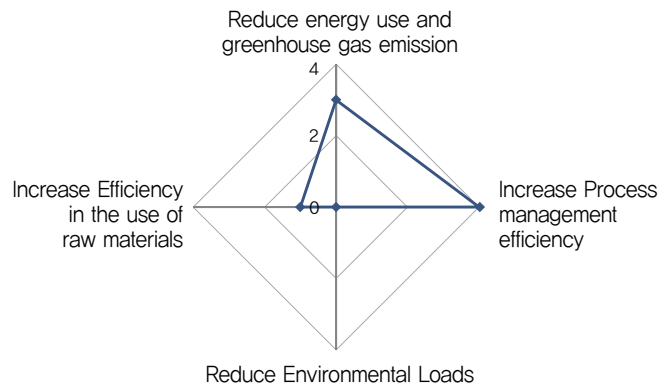 Reduce energy use and
greenhouse gas emission
4
2
0
Increase Efficiency
in the use of
raw materials
Increase Process
management
efficiency
Reduce Environmental Loads